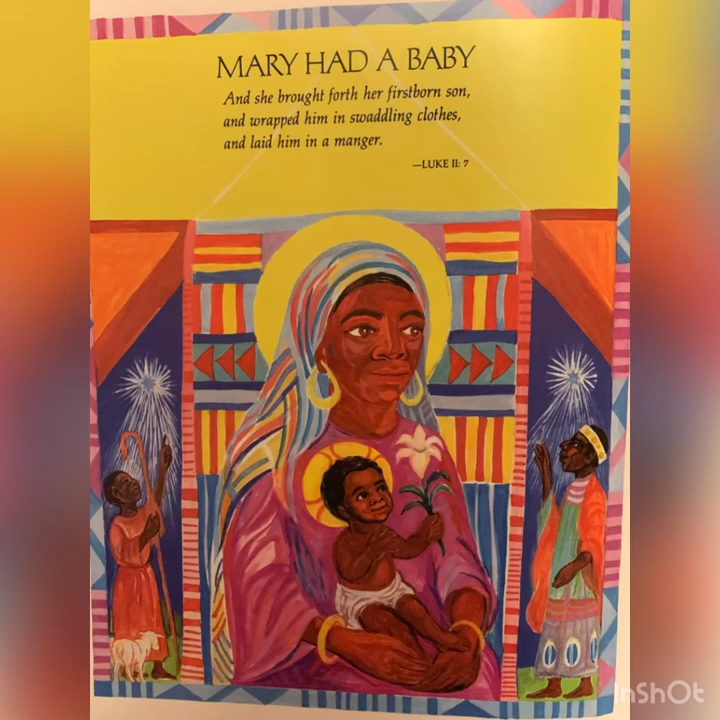 MARY HAD A BABY
And she brought forth her firstborn son,
and wrapped him in swaddling clothes,
and laid him in a manger.
—LUKE II: 7
InShOt